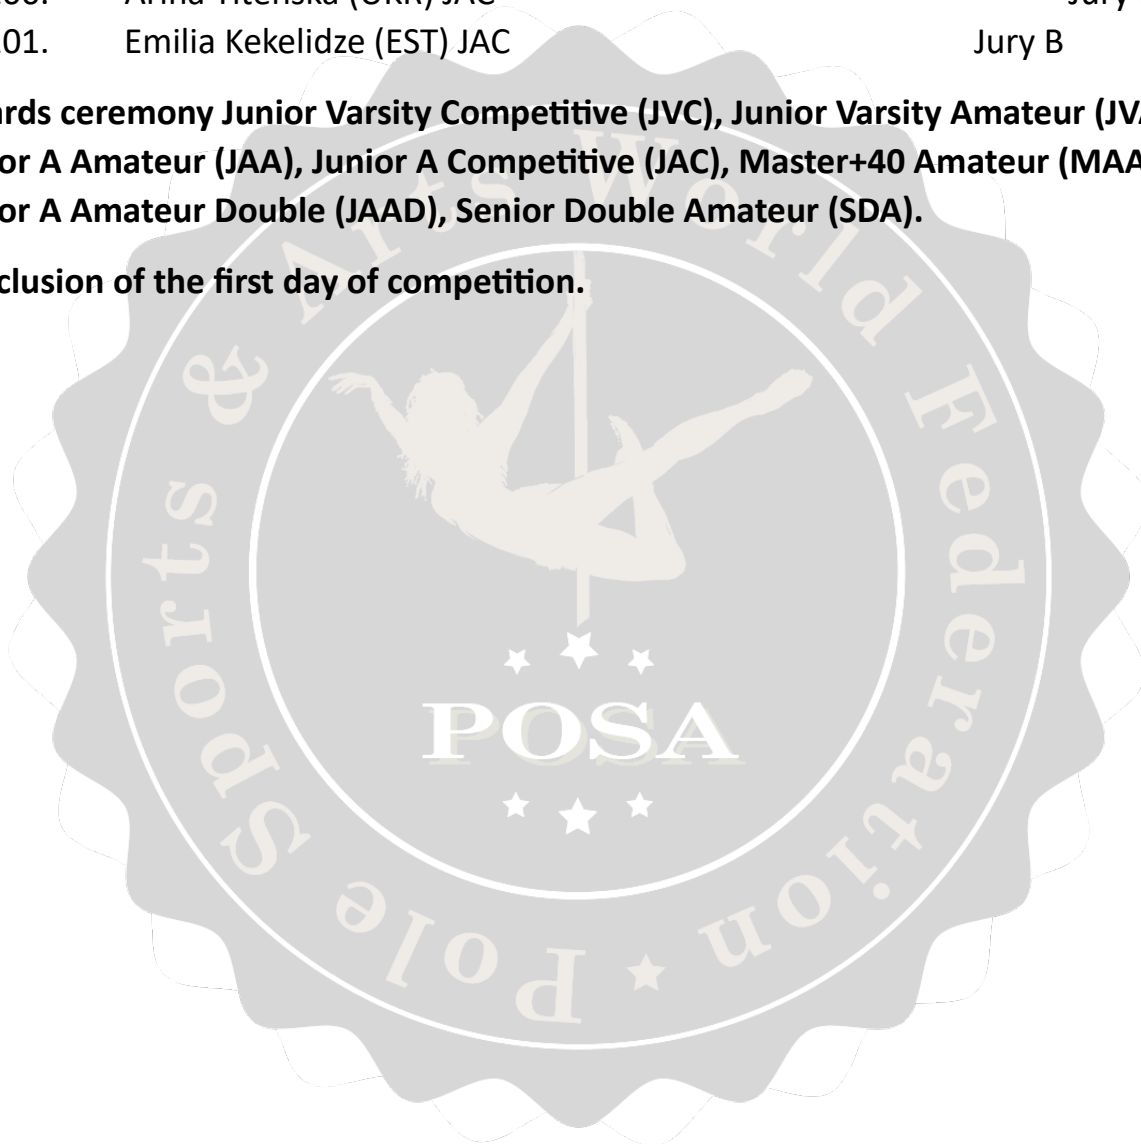 Jury
01. Emilia Kekelidze (EST) JAC Jury B
ards ceremony Junior Varsity Competitive (JVC), Junior Varsity Amateur (JVA
or A Amateur (JAA), Junior A Competitive (JAC), Master+40 Amateur (MAA
or A Amateur Double (JAAD), Senior Double Amateur (SDA).
clusion of the first day of competition.
Pole Sports & Arts World Federation
POSA